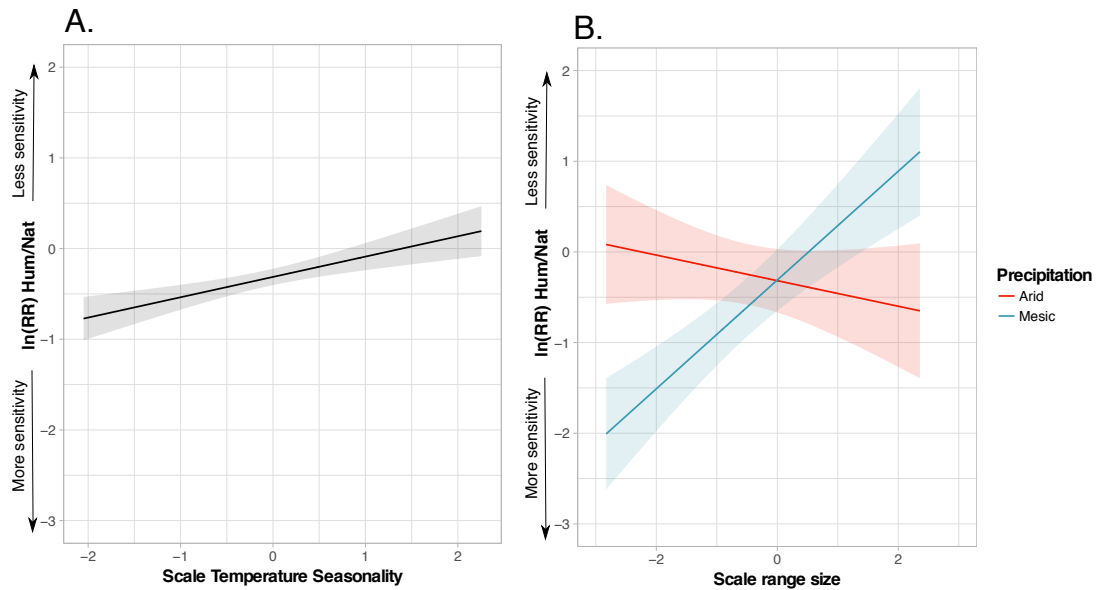 A.
2
1
0
−1
−2
−3
Less sensitivity
ln(RR) Hum/Nat
More sensitivity
−2
−1
0
1
2
Scale Temperature Seasonality
B.
2
1
0
−1
−2
−3
Less sensitivity
ln(RR) Hum/Nat
More sensitivity
−2
0
2
Scale range size
Precipitation
Arid
Mesic